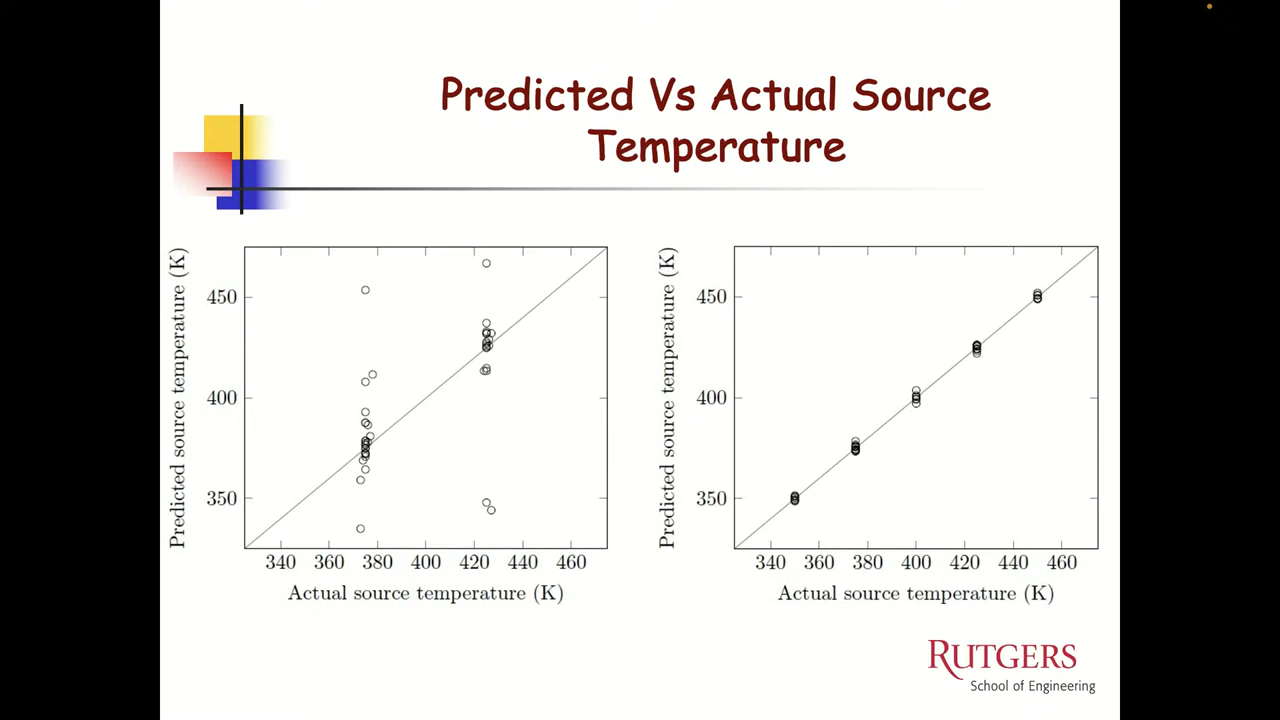 Predicted Vs Actual Source
Temperature
Predicted source temperature (K)
450
400
350
340 360 380 400 420 440 460
Actual source temperature (K)
Predicted source temperature (K)
450
400
350
340 360 380 400 420 440 460
Actual source temperature (K)
RUTGERS
School of Engineering